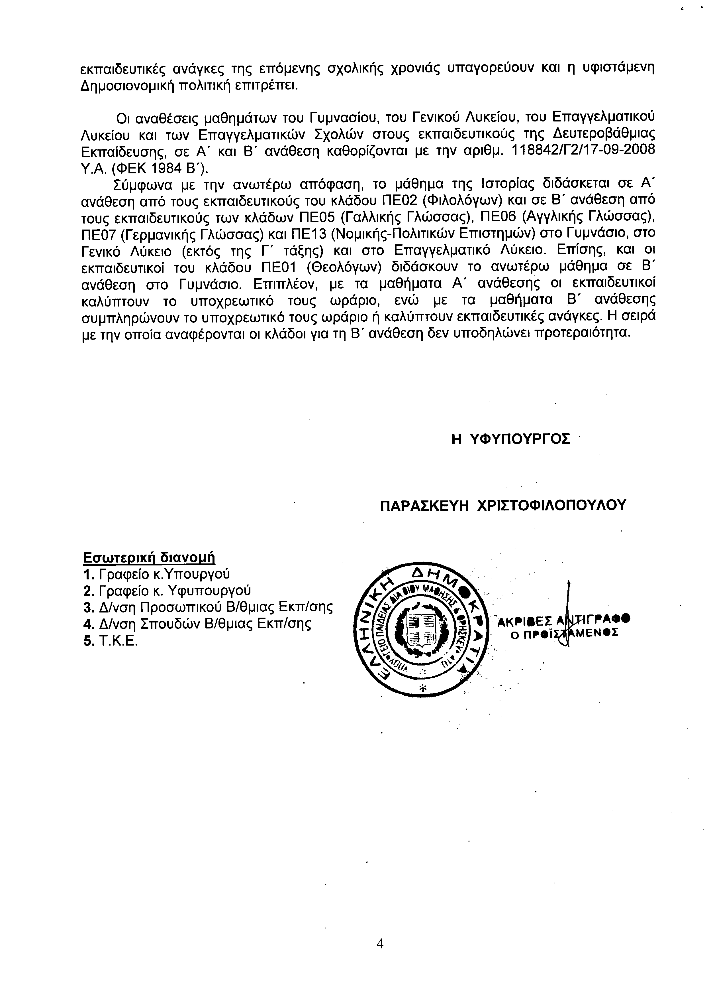 εκπαιδευτικές ανάγκες της επόμενης σχολικής χρονιάς υπαγορεύουν και η υφιστάμενη
Δημοσιονομική πολιτική επιτρέπει.
Οι αναθέσεις μαθημάτων του Γυμνασίου, του Γενικού Λυκείου, του Επαγγελματικού
Λυκείου και των Επαγγελματικών Σχολών στους εκπαιδευτικούς της Δευτεροβάθμιας
Εκπαίδευσης, σε Α΄ και Β΄ ανάθεση καθορίζονται με την αριθμ. 118842/Γ2/17-09-2008
Υ.Α. (ΦΕΚ 1984 Β΄).
Σύμφωνα με την ανωτέρω απόφαση, το μάθημα της Ιστορίας διδάσκεται σε Α΄
ανάθεση από τους εκπαιδευτικούς του κλάδου ΠΕ02 (Φιλολόγων) και σε Β΄ ανάθεση από
τους εκπαιδευτικούς των κλάδων ΠΕ05 (Γαλλικής Γλώσσας), ΠΕ06 (Αγγλικής Γλώσσας),
ΠΕ07 (Γερμανικής Γλώσσας) και ΠΕ13 (Νομικής-Πολιτικών Επιστημών) στο Γυμνάσιο, στο
Γενικό Λύκειο (εκτός της Γ΄ τάξης) και στο Επαγγελματικό Λύκειο. Επίσης, και οι
εκπαιδευτικοί του κλάδου ΠΕ01 (Θεολόγων) διδάσκουν το ανωτέρω μάθημα σε Β΄
ανάθεση στο Γυμνάσιο. Επιπλέον, με τα μαθήματα Α΄ ανάθεσης οι εκπαιδευτικοί
καλύπτουν το υποχρεωτικό τους ωράριο, ενώ με τα μαθήματα Β΄ ανάθεσης
συμπληρώνουν το υποχρεωτικό τους ωράριο ή καλύπτουν εκπαιδευτικές ανάγκες. Η σειρά
με την οποία αναφέρονται οι κλάδοι για τη Β΄ ανάθεση δεν υποδηλώνει προτεραιότητα.
Η ΥΦΥΠΟΥΡΓΟΣ
ΠΑΡΑΣΚΕΥΗ ΧΡΙΣΤΟΦΙΛΟΠΟΥΛΟΥ
Εσωτερική διανομή
1. Γραφείο κ.Υπουργού
2. Γραφείο κ. Υφυπουργού
3. Δ/νση Προσωπικού Β/θμιας Εκπ/σης
4. Δ/νση Σπουδών Β/θμιας Εκπ/σης
5. Τ.Κ.Ε.
ΕΛΛΗΝΙΚΗ ΔΗΜΟΚΡΑΤΙΑ
ΥΠΟΥΡΓΕΙΟ ΠΑΙΔΕΙΑΣ ΔΙΑ ΒΙΟΥ ΜΑΘΗΣΗΣ & ΘΡΗΣΚΕΥΜΑΤΩΝ
ΑΚΡΙΒΕΣ ΑΝΤΙΓΡΑΦΟ
Ο ΠΡΟΪΣΤΑΜΕΝΟΣ
4